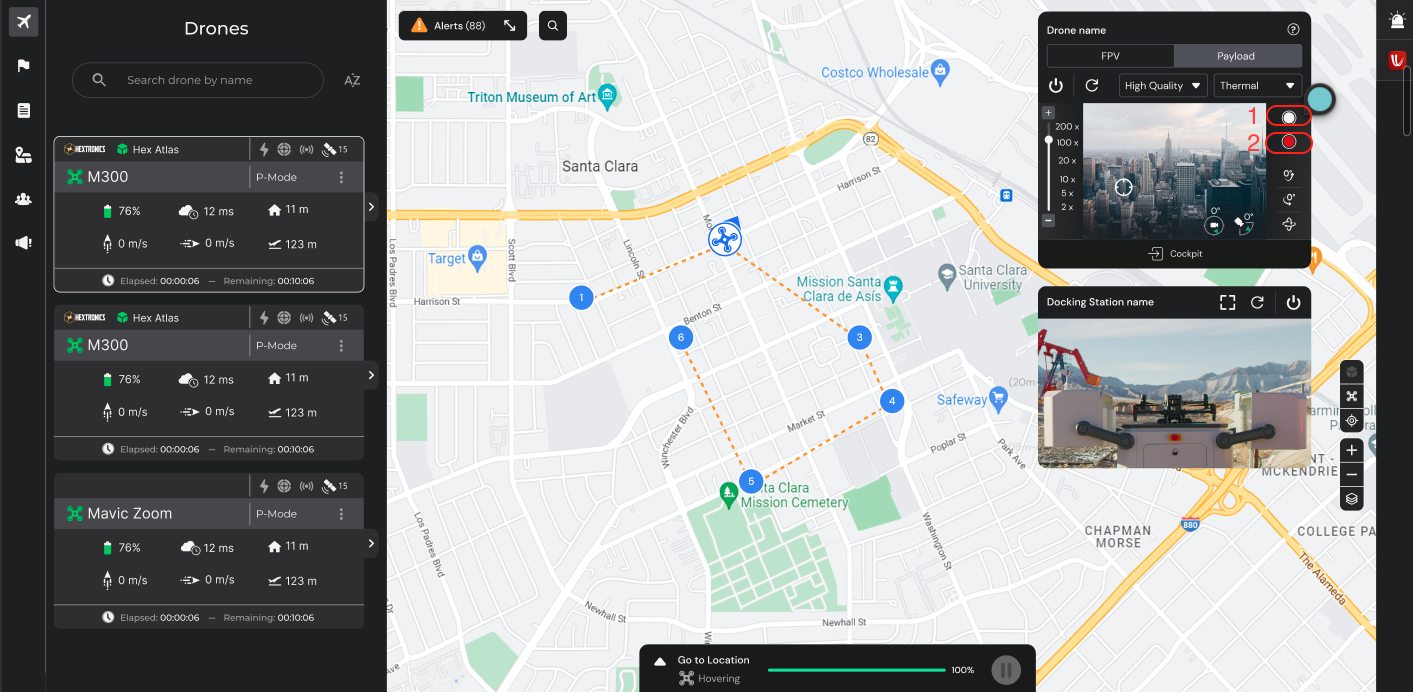 Drones
Search drone by name
AZ
HEXTRONICS Hex Atlas 15
M300 P-Mode
76% 12 ms 11 m
0 m/s 0 m/s 123 m
Elapsed: 00:00:06 — Remaining: 00:10:06
HEXTRONICS Hex Atlas 15
M300 P-Mode
76% 12 ms 11 m
0 m/s 0 m/s 123 m
Elapsed: 00:00:06 — Remaining: 00:10:06
15
Mavic Zoom P-Mode
76% 12 ms 11 m
0 m/s 0 m/s 123 m
Elapsed: 00:00:06 — Remaining: 00:10:06
Alerts (88)
Costco Wholesale
Triton Museum of Art
82
Santa Clara
Harrison St
Lincoln St
Scott Blvd
Los Padres Blvd
Target
Harrison St
1
Benton St
Mission Santa
Clara de Asís
Santa Clara
University
6
3
4
(20m
Safeway
Market St
Winchester Blvd
Poplar St
Park Ave
5
Clara
Mission Cemetery
Los Padres Blvd
Washington St
880
CHAPMAN
MORSE
COLLEGE PA
MCKENDRIE
The Alameda
Newhall St
Newhall St
Go to Location
Hovering
100%
Drone name
FPV Payload
High Quality Thermal
1
2
200 x
100 x
20 x
10 x
5 x
2 x
0° 0°
Cockpit
Docking Station name